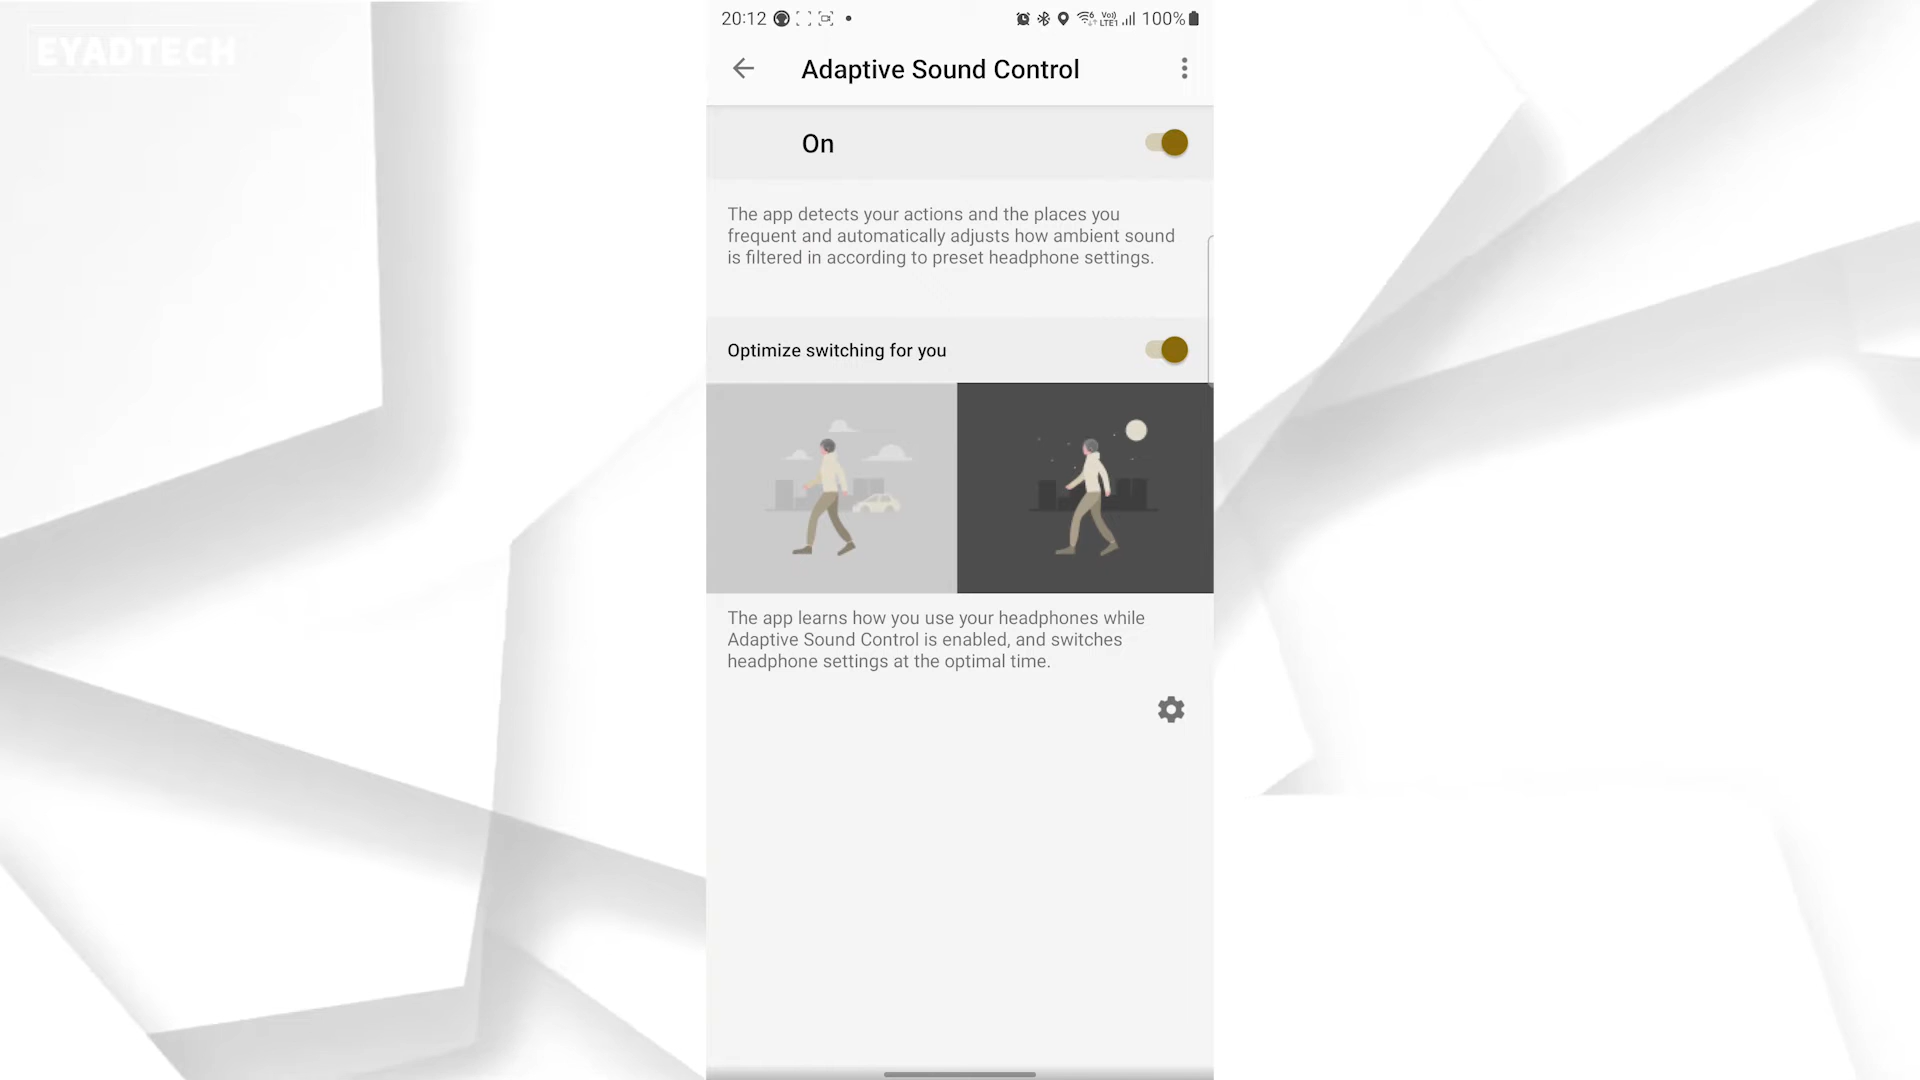 EYADTECH
20:12
Vo)) LTE1 100%
Adaptive Sound Control
On
The app detects your actions and the places you
frequent and automatically adjusts how ambient sound
is filtered in according to preset headphone settings.
Optimize switching for you
The app learns how you use your headphones while
Adaptive Sound Control is enabled, and switches
headphone settings at the optimal time.